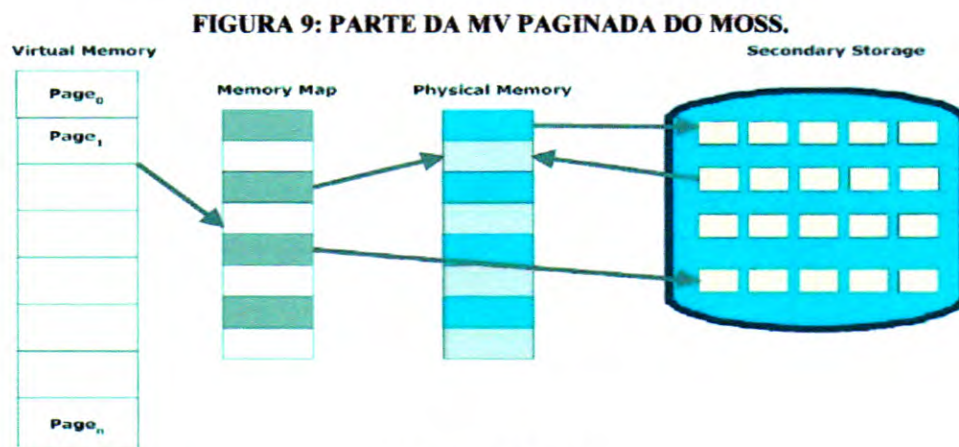 FIGURA 9: PARTE DA MV PAGINADA DO MOSS.
Virtual Memory
Secondary Storage
Memory Map
Physical Memory
Page0
Page1
Pagen